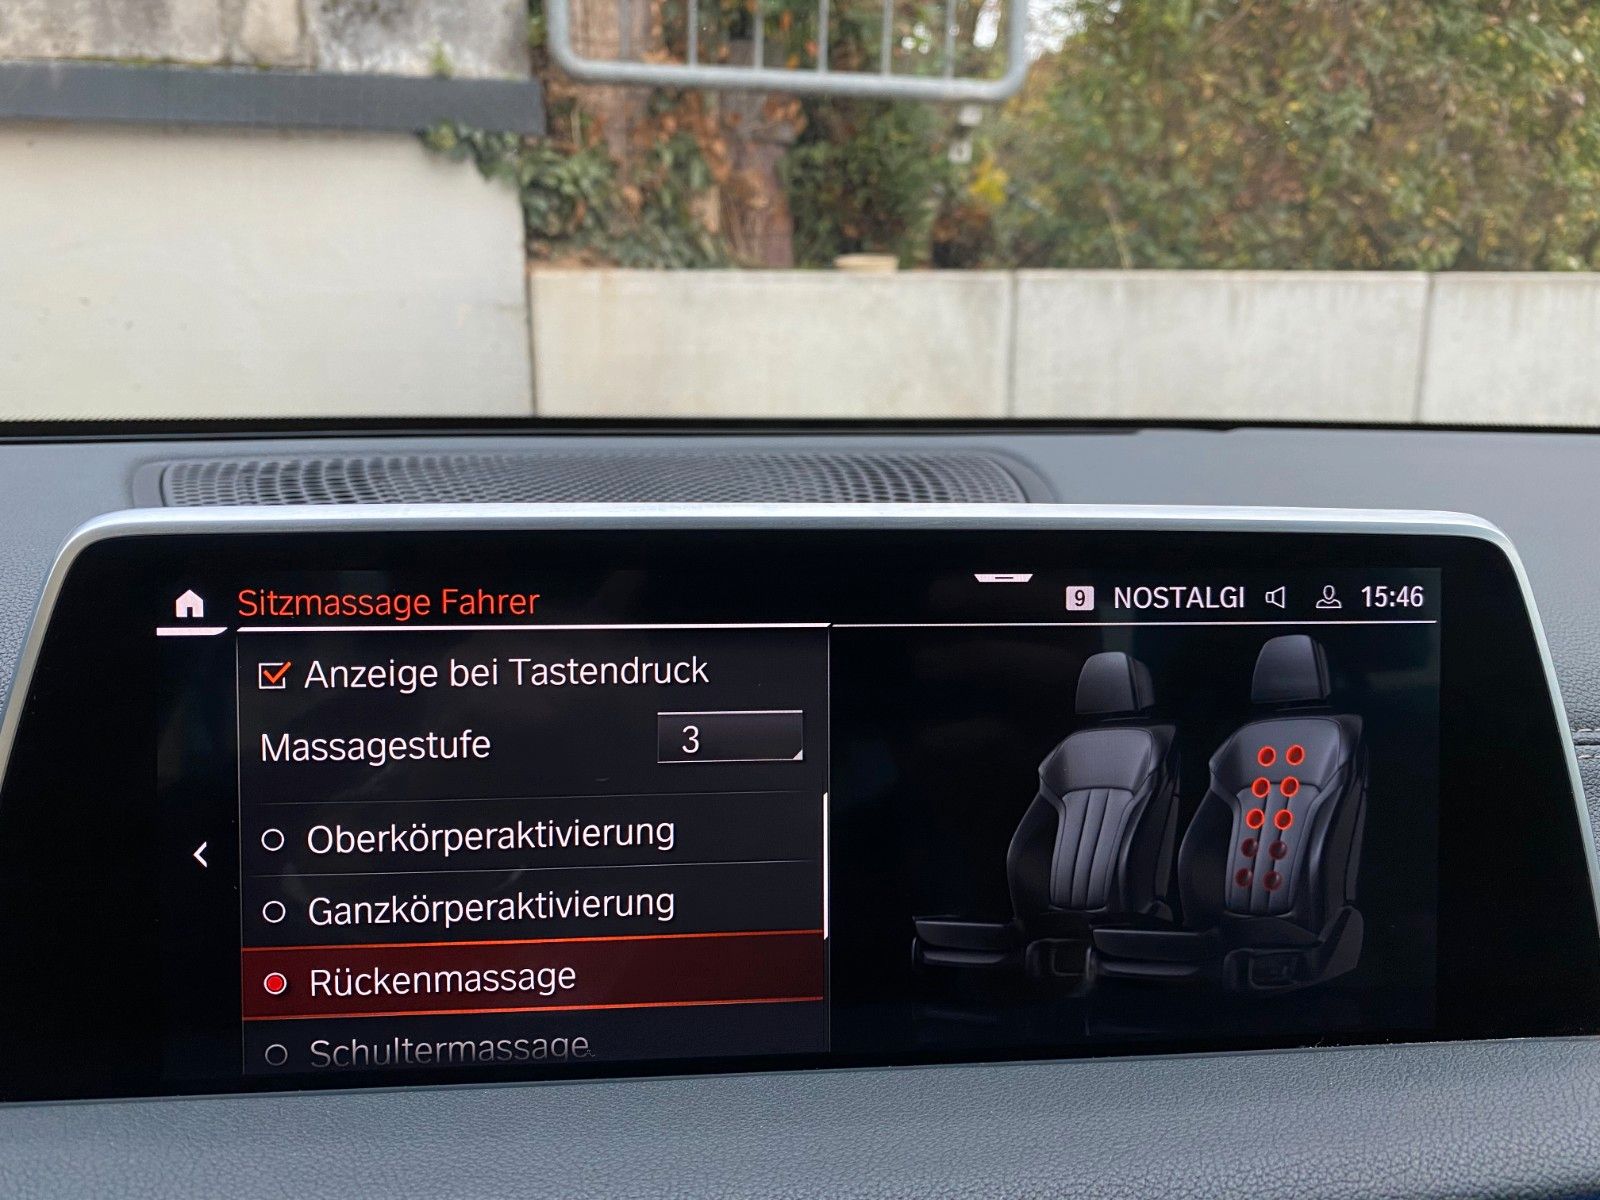 Sitzmassage Fahrer
9 NOSTALGI 15:46
Anzeige bei Tastendruck
Massagestufe 3
Oberkörperaktivierung
Ganzkörperaktivierung
Rückenmassage
Schultermassage